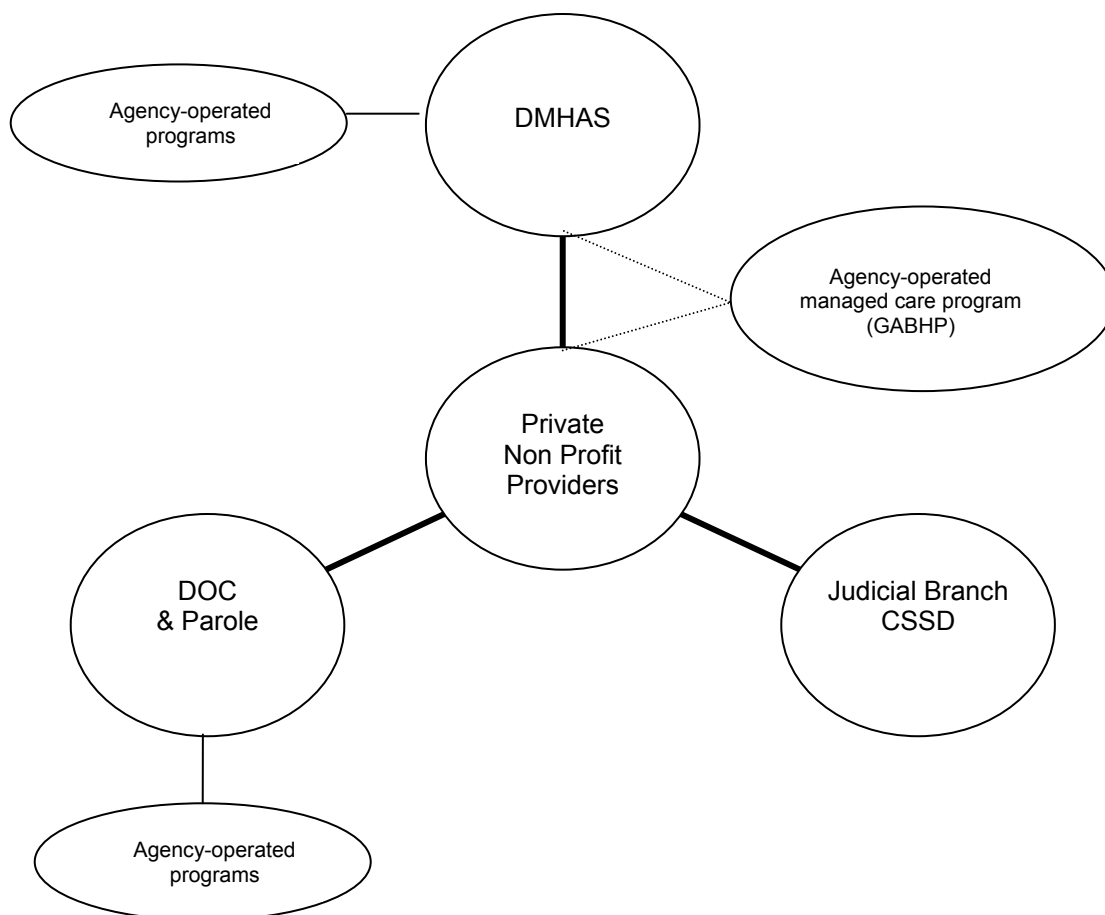 DMHAS
Agency-operated
programs
Agency-operated
managed care program
(GABHP)
Private
Non Profit
Providers
DOC
& Parole
Judicial Branch
CSSD
Agency-operated
programs